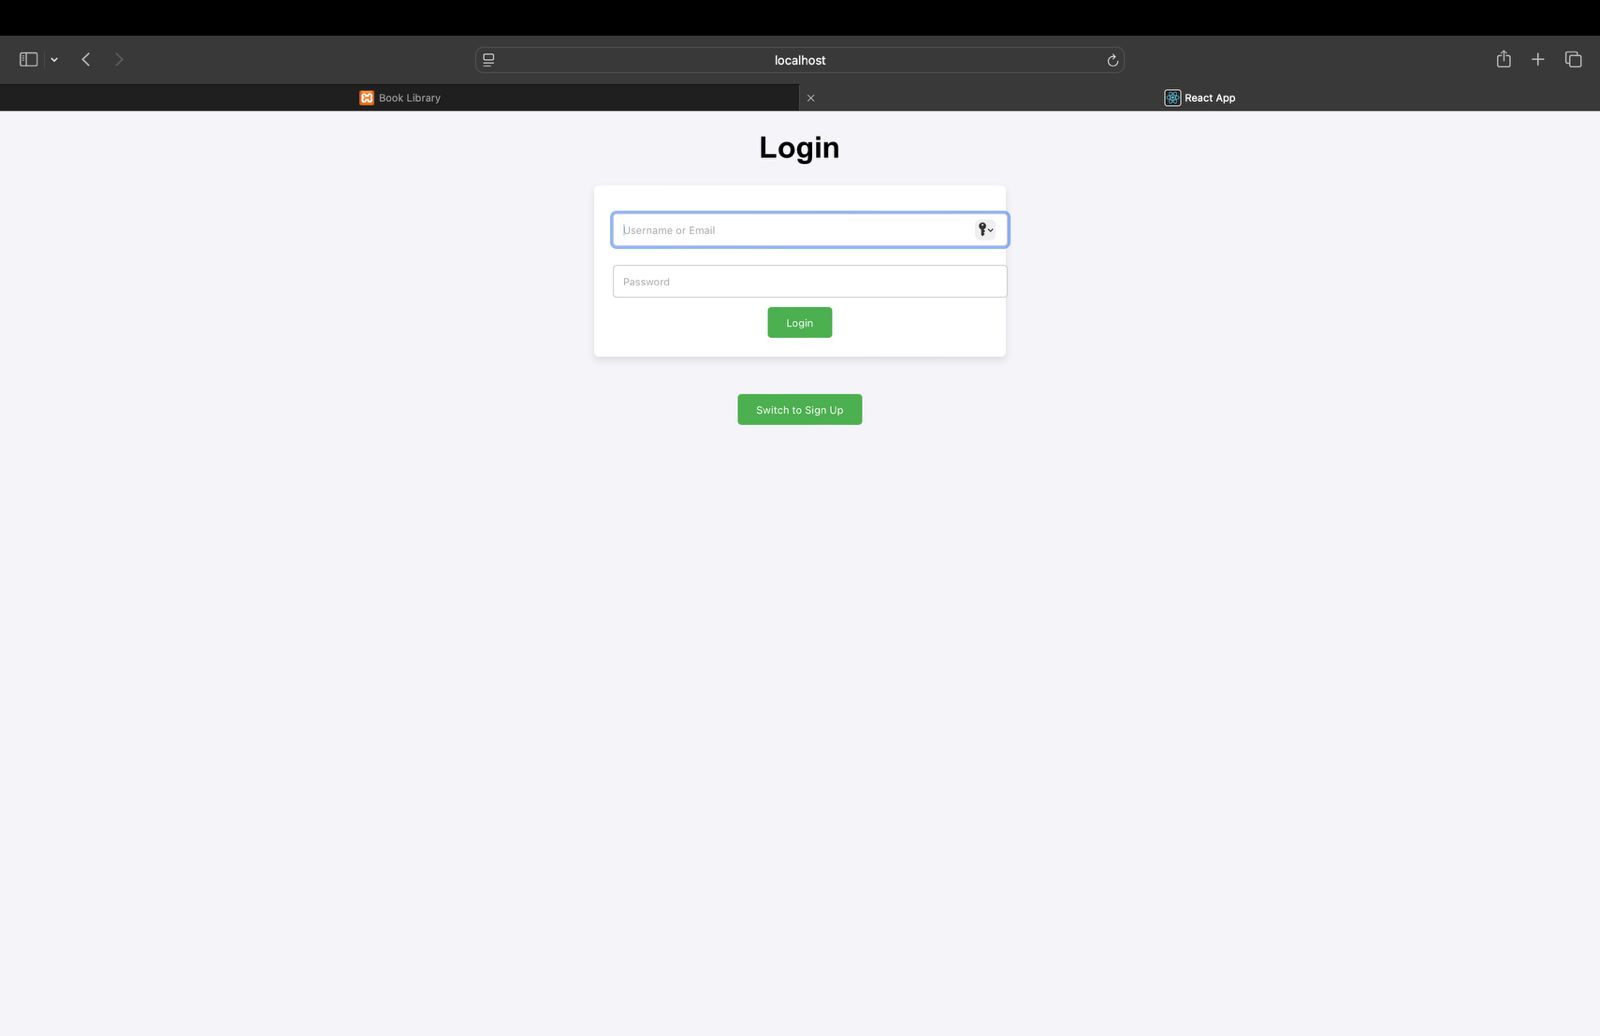 localhost
Book Library
React App
Login
Username or Email
Password
Login
Switch to Sign Up